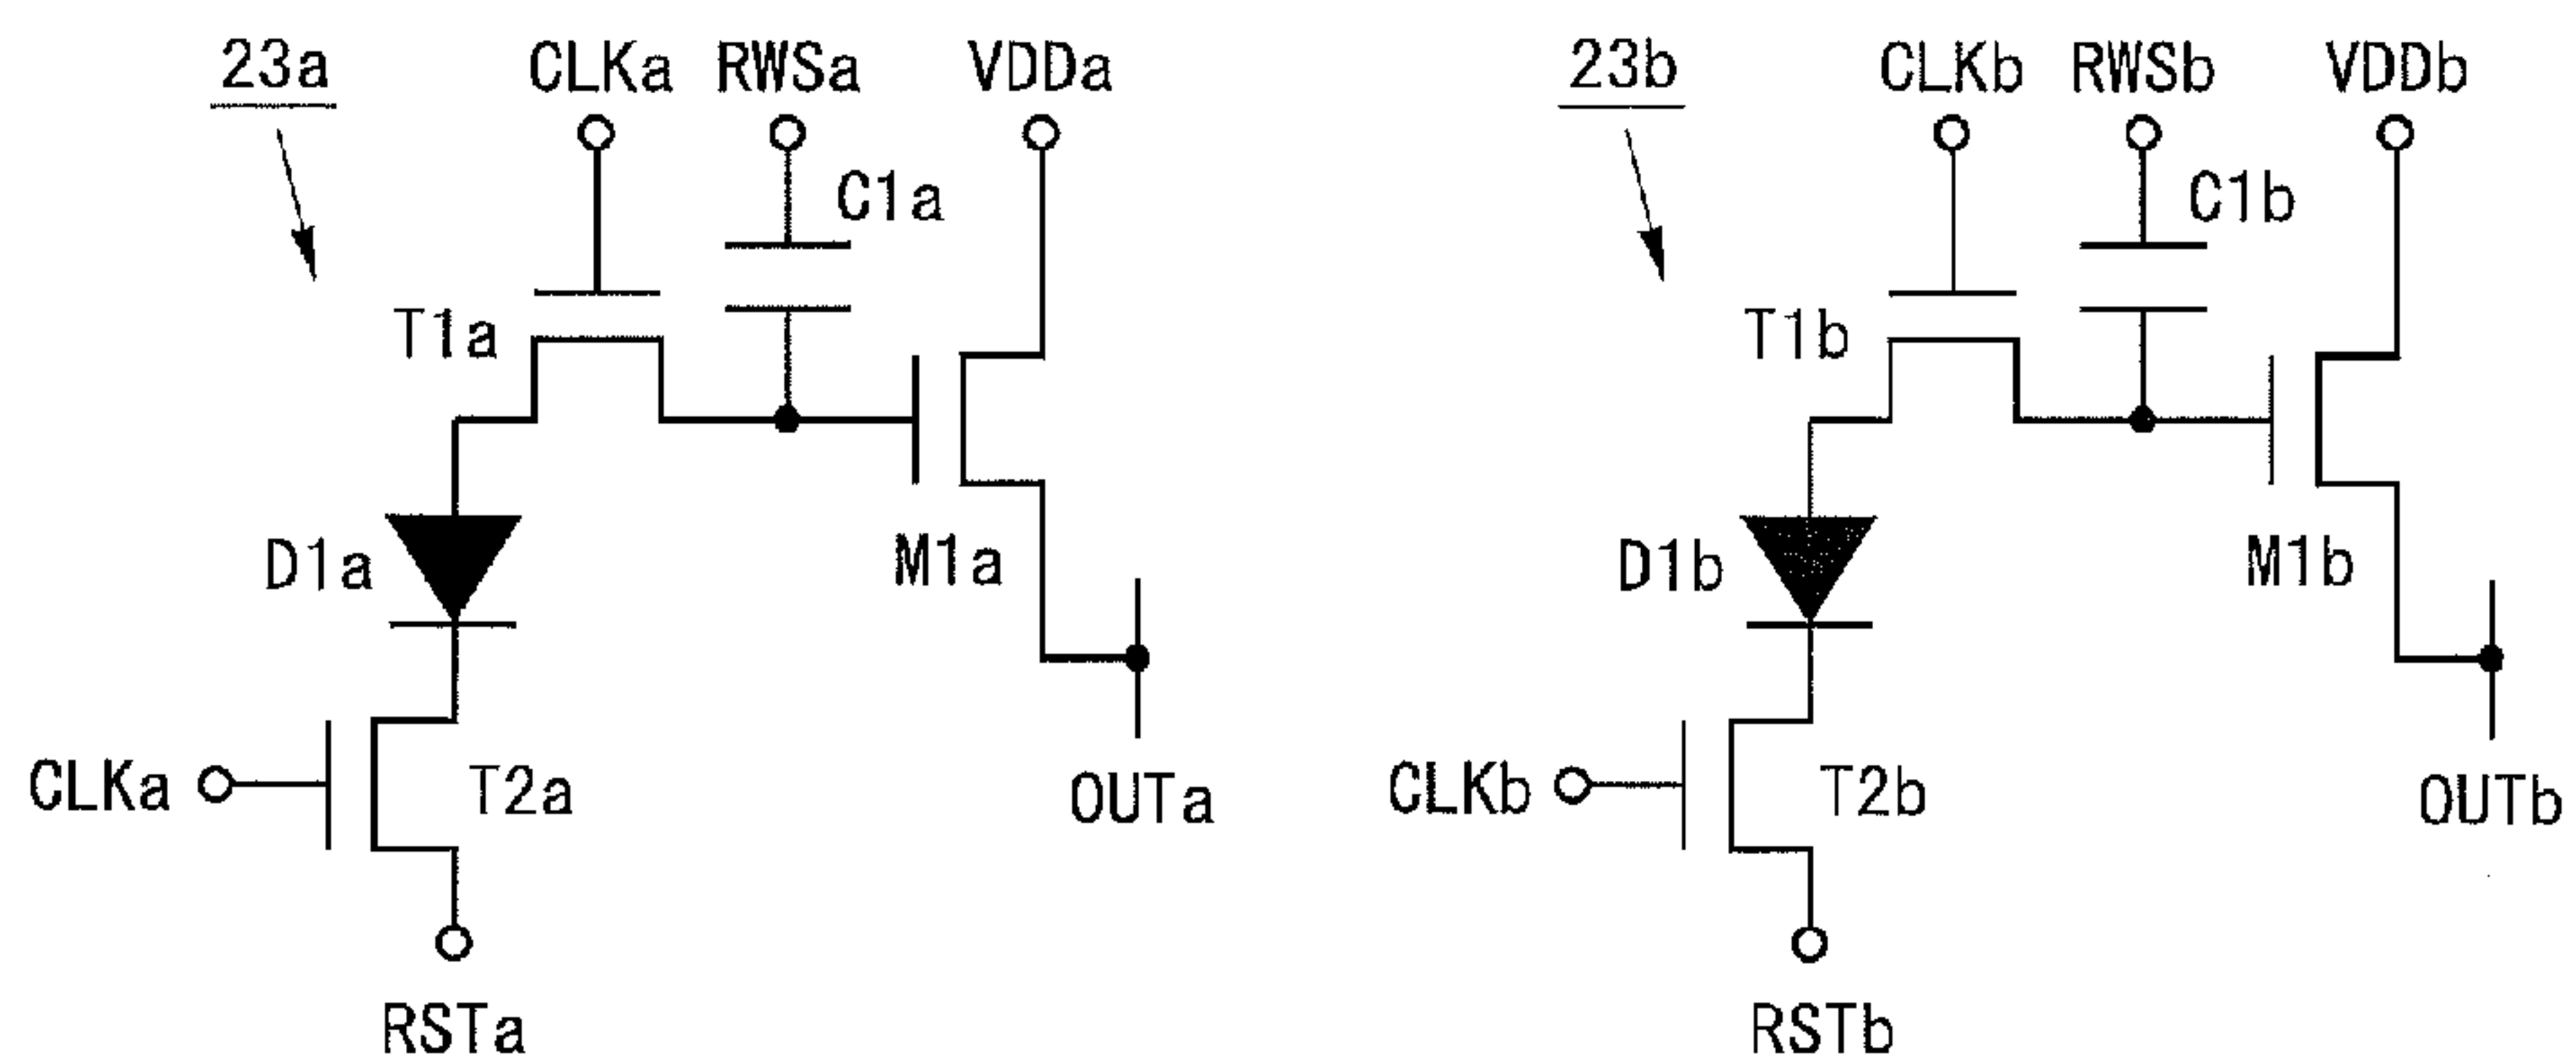 23a CLKa RWSa VDDa
C1a
T1a
D1a M1a
CLKa T2a OUTa
RSTa
23b CLKb RWSb VDDb
C1b
T1b
D1b M1b
CLKb T2b OUTb
RSTb